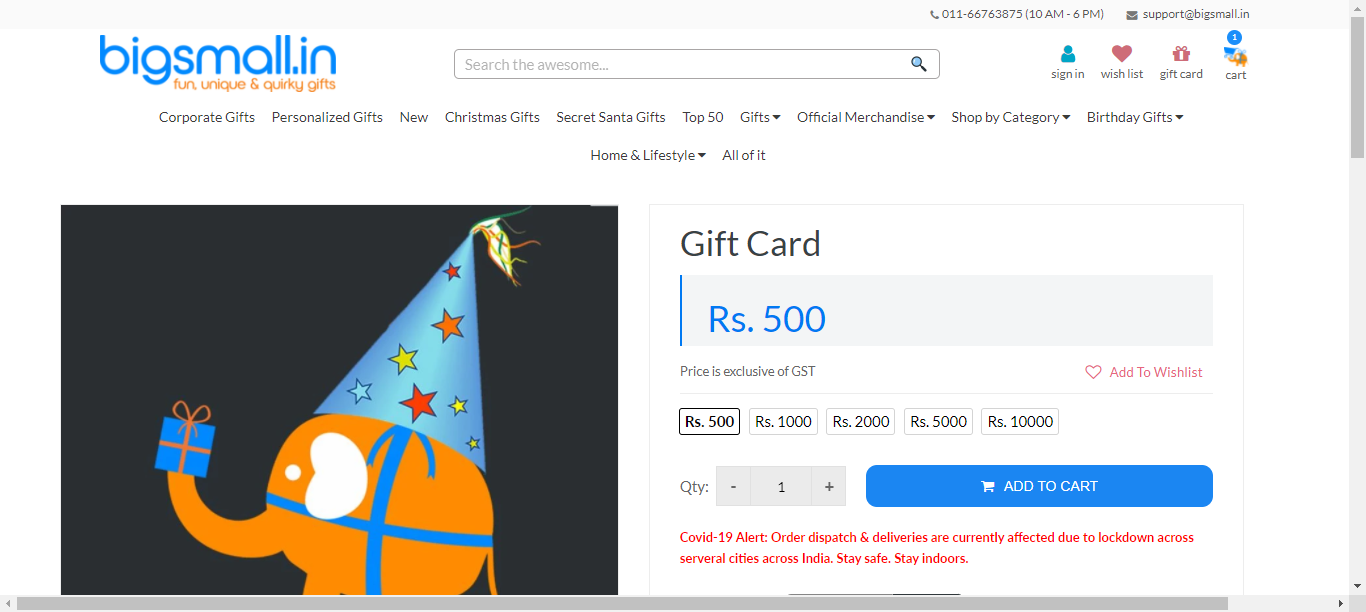 011-66763875 (10 AM - 6 PM) support@bigsmall.in
bigsmall.in
fun, unique & quirky gifts
Search the awesome...
sign in
wish list
gift card
1
cart
Corporate Gifts Personalized Gifts New Christmas Gifts Secret Santa Gifts Top 50 Gifts Official Merchandise Shop by Category Birthday Gifts
Home & Lifestyle All of it
Gift Card
Rs. 500
Price is exclusive of GST
Add To Wishlist
Rs. 500 Rs. 1000 Rs. 2000 Rs. 5000 Rs. 10000
Qty: - 1 + ADD TO CART
Covid-19 Alert: Order dispatch & deliveries are currently affected due to lockdown across
serveral cities across India. Stay safe. Stay indoors.